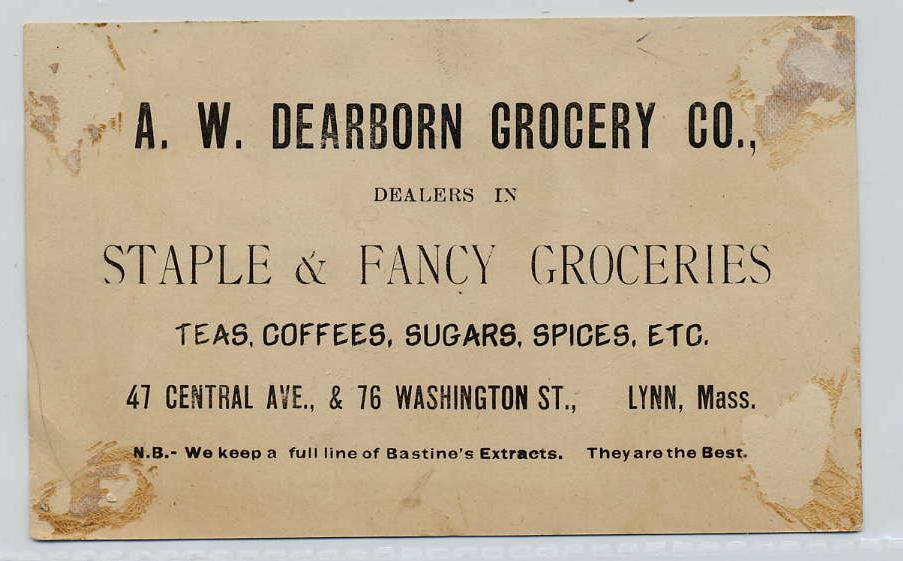 A. W. DEARBORN GROCERY CO.,
DEALERS IN
STAPLE & FANCY GROCERIES
TEAS, COFFEES, SUGARS, SPICES, ETC.
47 CENTRAL AVE., & 76 WASHINGTON ST., LYNN, Mass.
N.B.- We keep a full line of Bastine's Extracts. They are the Best.